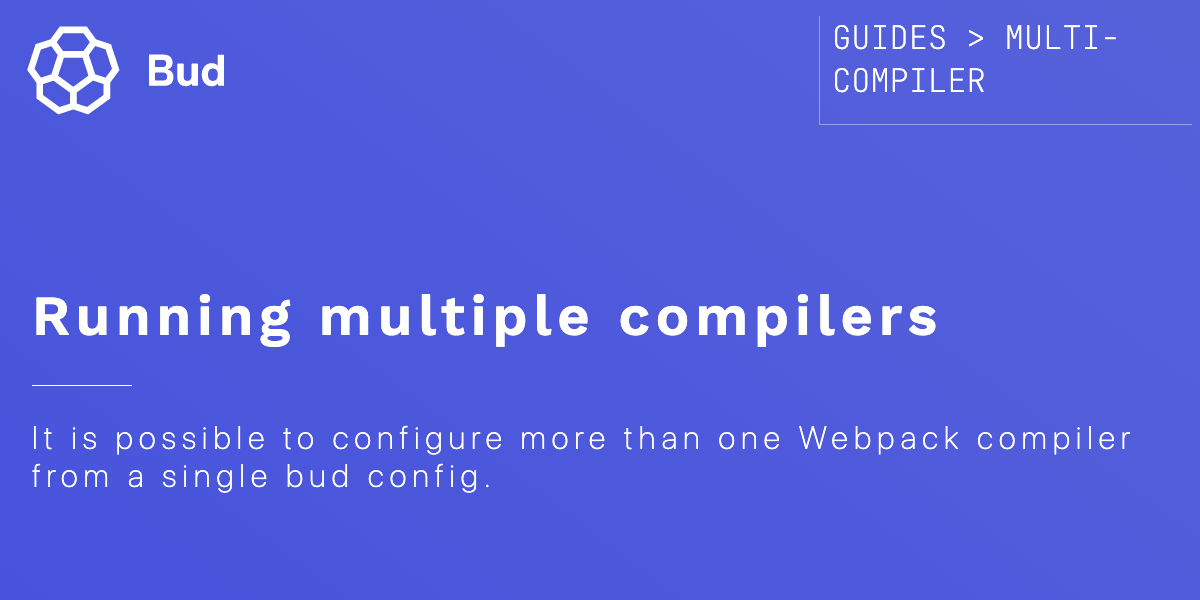 Bud
GUIDES > MULTI-
COMPILER
Running multiple compilers
It is possible to configure more than one Webpack compiler
from a single bud config.